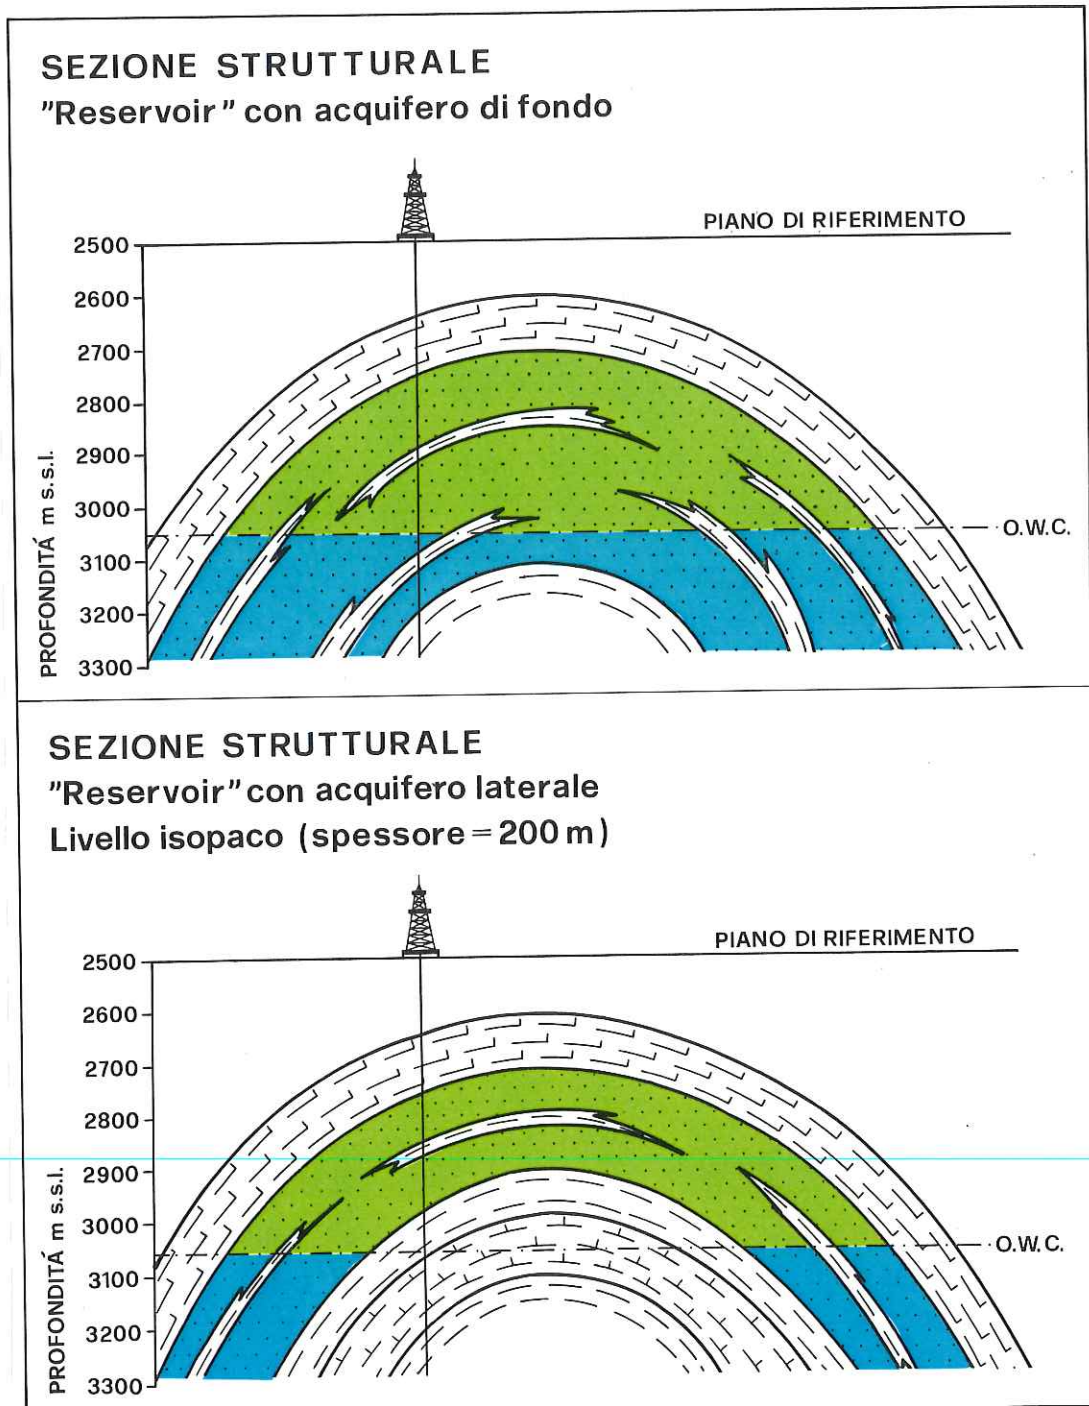 SEZIONE STRUTTURALE
"Reservoir" con acquifero di fondo
PIANO DI RIFERIMENTO
2500
2600
2700
2800
2900
3000
3100
3200
3300
PROFONDITÁ m s.s.l.
O.W.C.
SEZIONE STRUTTURALE
"Reservoir" con acquifero laterale
Livello isopaco (spessore = 200 m)
PIANO DI RIFERIMENTO
2500
2600
2700
2800
2900
3000
3100
3200
3300
PROFONDITÁ m s.s.l.
O.W.C.